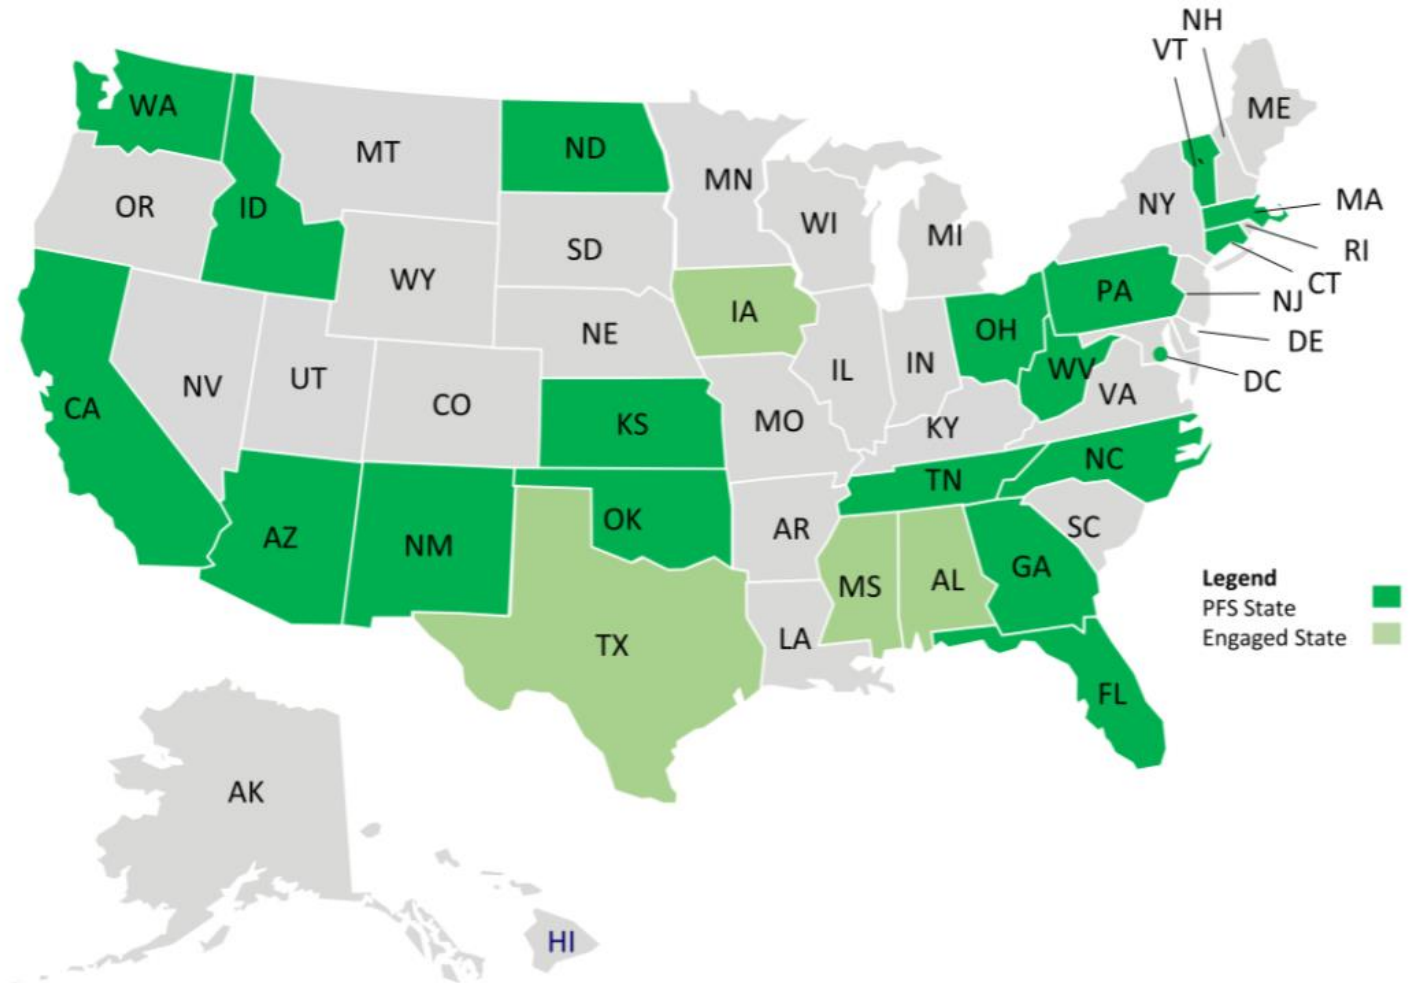 NH
VT
ME
WA
MT
ND
MN
OR
ID
NY
MA
WI
MI
SD
RI
WY
CT
PA
NJ
IA
OH
NE
DE
IN
WV
DC
IL
UT
NV
VA
CO
CA
MO
KS
KY
NC
TN
OK
AR
SC
AZ
NM
GA
MS
AL
Legend
PFS State
Engaged State
LA
TX
FL
AK
HI